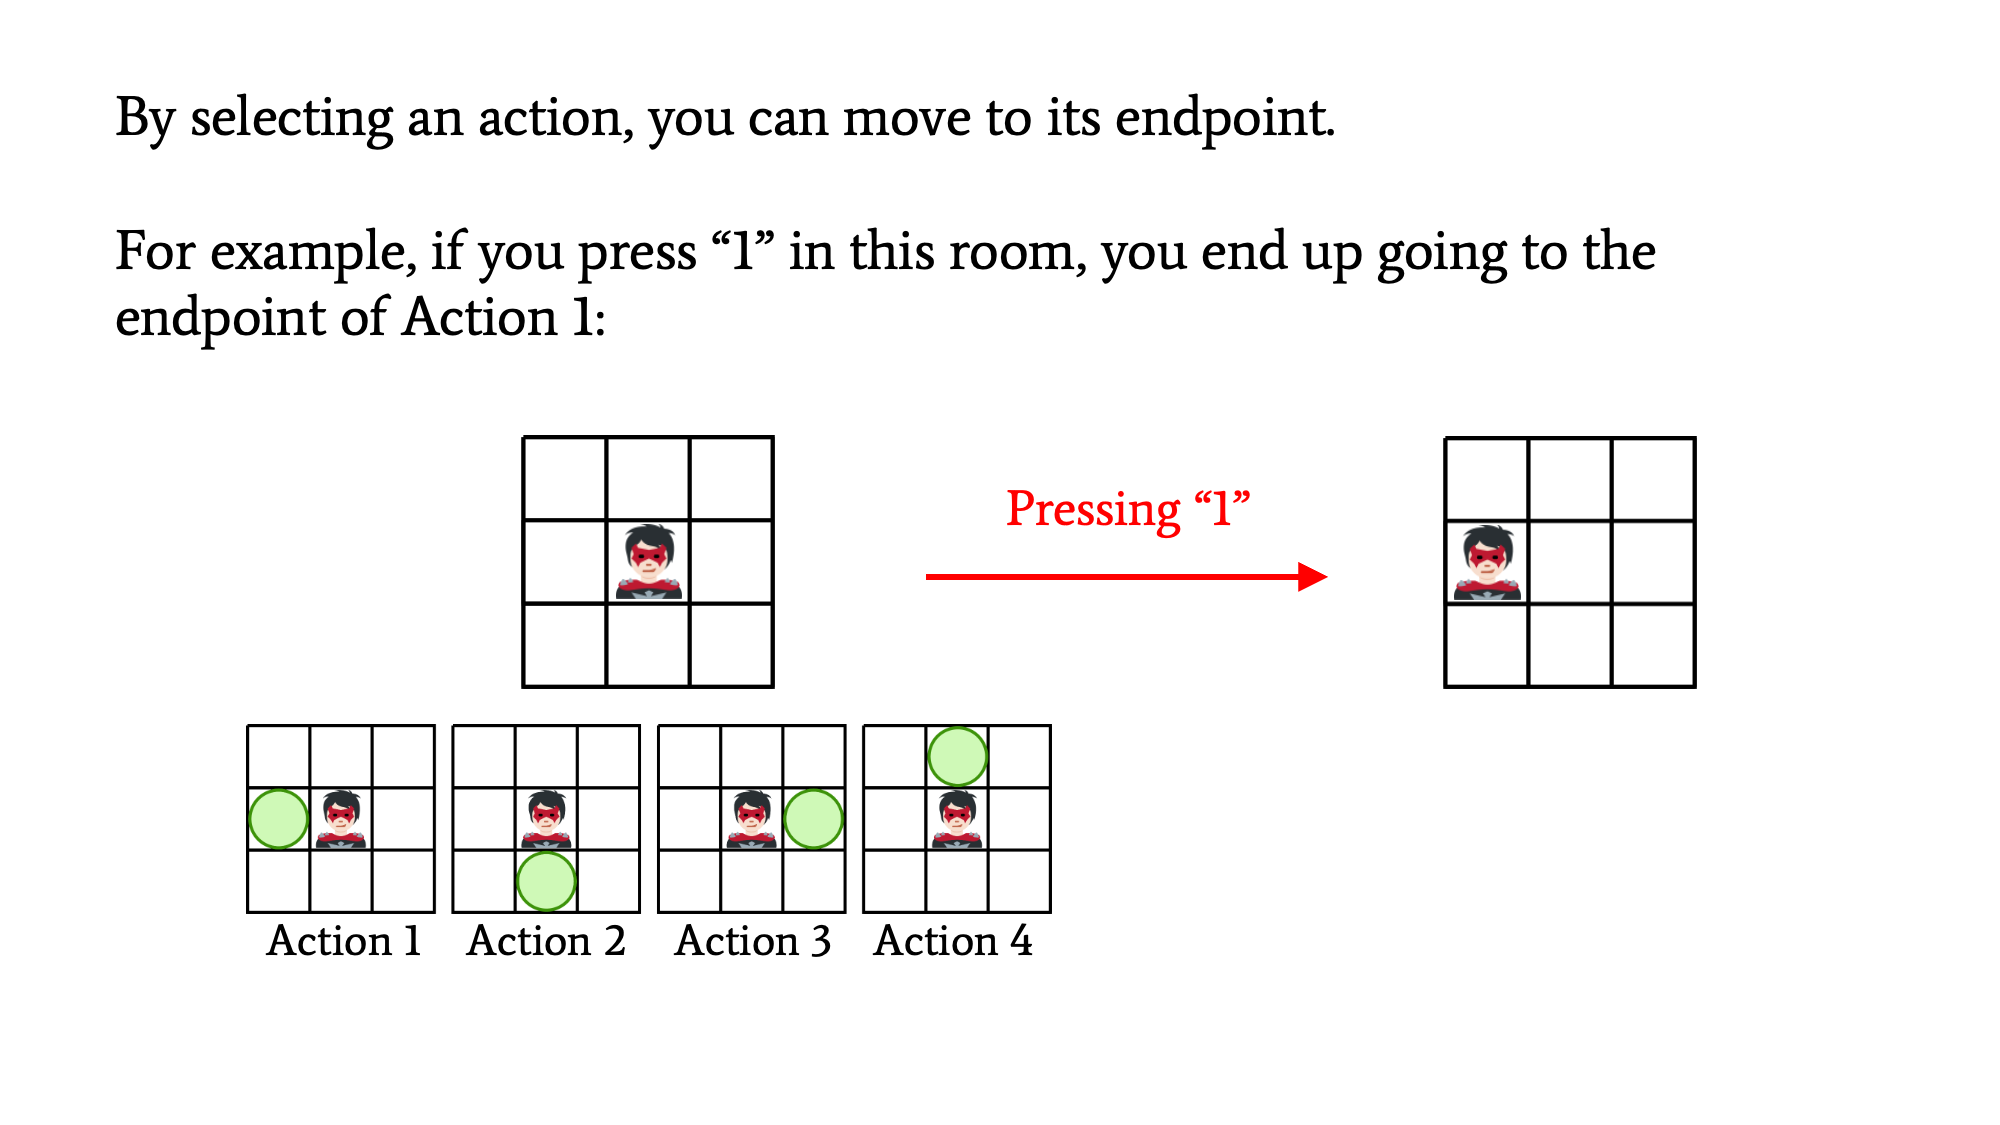 By selecting an action, you can move to its endpoint.
For example, if you press “1” in this room, you end up going to the
endpoint of Action 1:
Pressing “1”
Action 1
Action 2
Action 3
Action 4